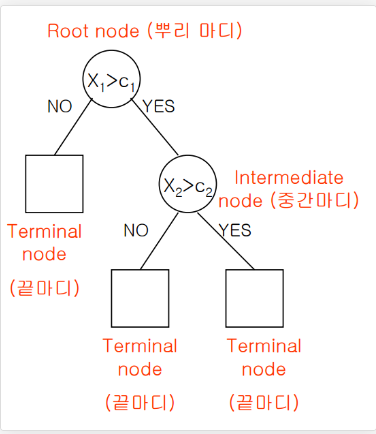 Root node (뿌리 마디)
X₁>c₁
NO
YES
X₂>c₂
Intermediate
node (중간마디)
Terminal
node
(끝마디)
NO
YES
Terminal
node
(끝마디)
Terminal
node
(끝마디)